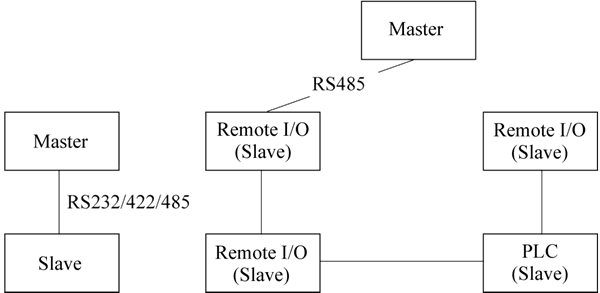 Master
RS485
Master
RS232/422/485
Slave
Remote I/O
(Slave)
Remote I/O
(Slave)
Remote I/O
(Slave)
PLC
(Slave)